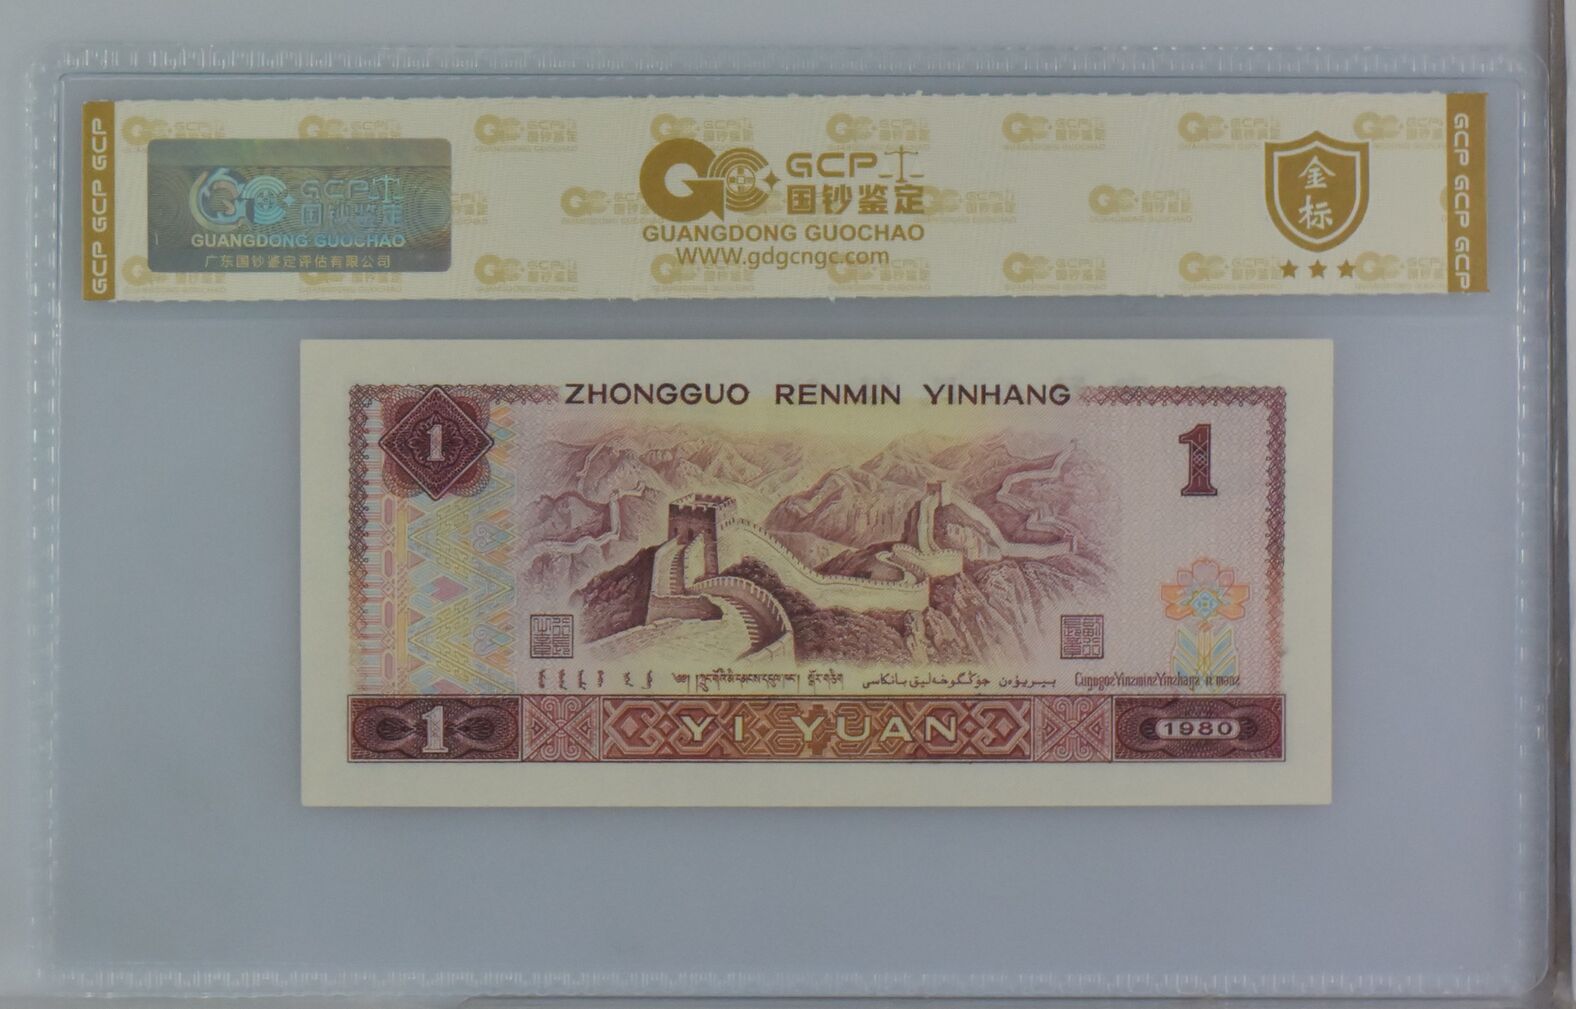 GCP GCP GCP
GCP
国钞鉴定
GUANGDONG GUOCHAO
广东国钞鉴定评估有限公司
GCP
国钞鉴定
GUANGDONG GUOCHAO
WWW.gdgcngc.com
金标
GCP GCP GCP
ZHONGGUO RENMIN YINHANG
1
1
1
YI YUAN
1980